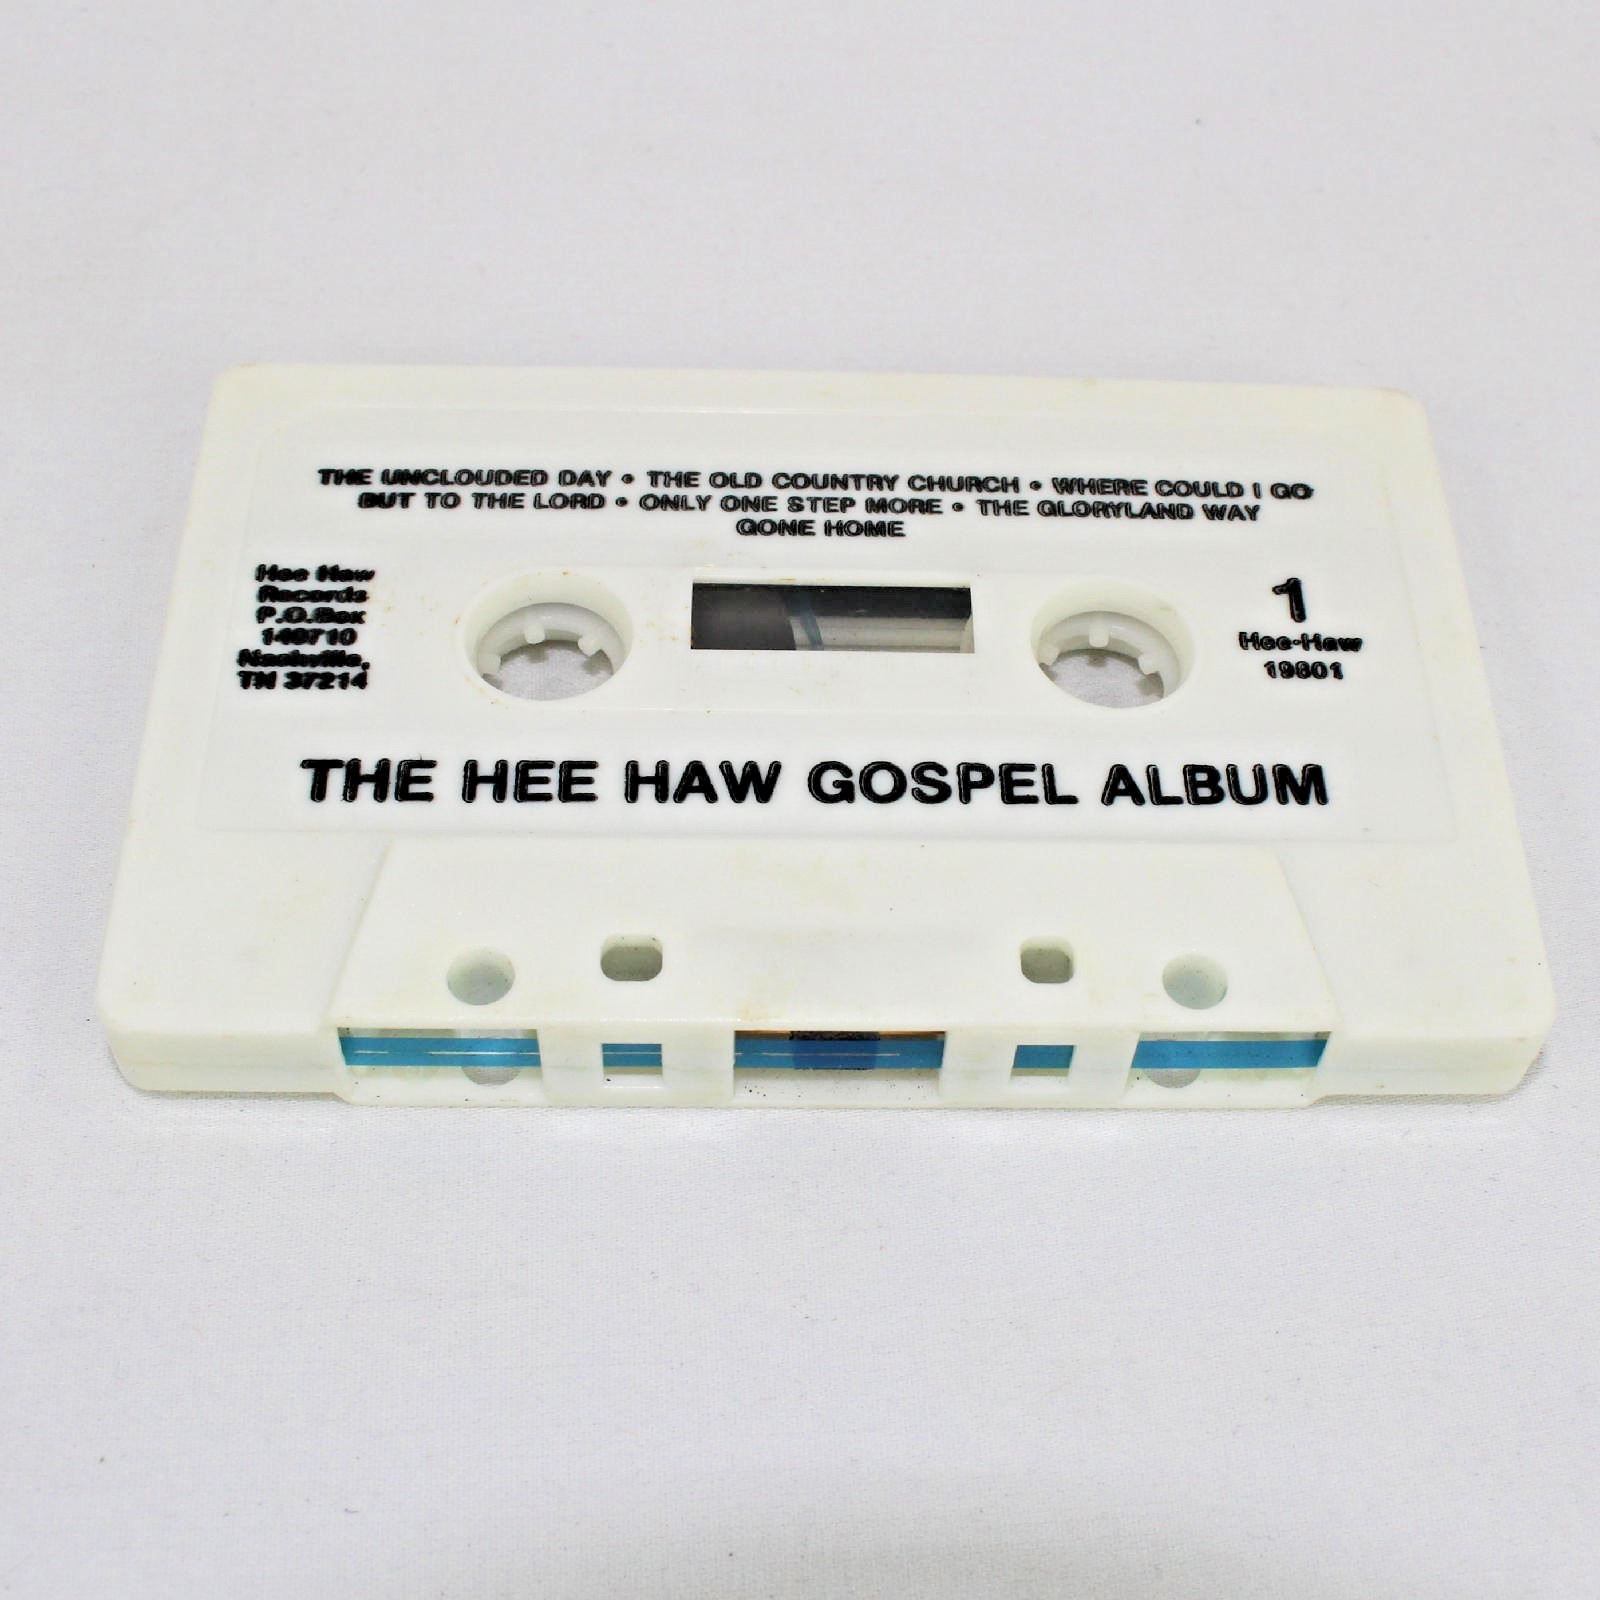 THE UNCLOUDED DAY • THE OLD COUNTRY CHURCH • WHERE COULD I GO
BUT TO THE LORD • ONLY ONE STEP MORE • THE GLORYLAND WAY
GONE HOME
Hee Haw
Records
P.O.Box
140710
Nashville,
TN 37214
1
Hee-Haw
19801
THE HEE HAW GOSPEL ALBUM